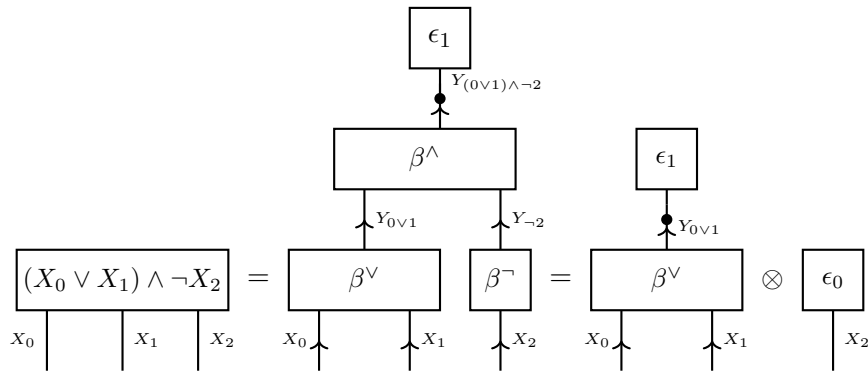 ϵ₁
Y₍₀∨₁₎∧¬₂
β^∧ ϵ₁
Y₀∨₁ Y¬₂ Y₀∨₁
(X₀ ∨ X₁) ∧ ¬X₂ = β^∨ β^¬ = β^∨ ⊗ ϵ₀
X₀ X₁ X₂ X₀ X₁ X₂ X₀ X₁ X₂